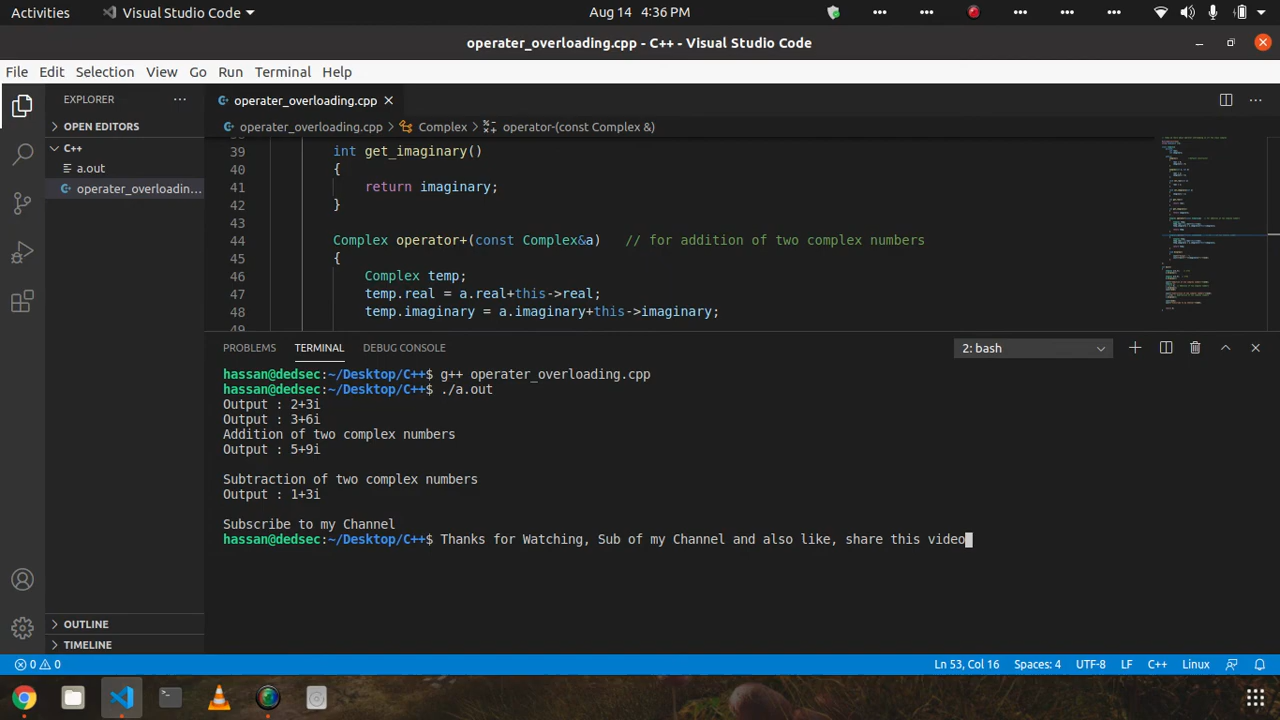 Activities Visual Studio Code Aug 14 4:36 PM
operater_overloading.cpp - C++ - Visual Studio Code
File Edit Selection View Go Run Terminal Help
EXPLORER
OPEN EDITORS
C++
a.out
operater_overloadin...
operater_overloading.cpp
operater_overloading.cpp > Complex > operator-(const Complex &)
39 int get_imaginary()
40 {
41 return imaginary;
42 }
43
44 Complex operator+(const Complex&a) // for addition of two complex numbers
45 {
46 Complex temp;
47 temp.real = a.real+this->real;
48 temp.imaginary = a.imaginary+this->imaginary;
49
PROBLEMS TERMINAL DEBUG CONSOLE 2: bash
hassan@dedsec:~/Desktop/C++$ g++ operater_overloading.cpp
hassan@dedsec:~/Desktop/C++$ ./a.out
Output : 2+3i
Output : 3+6i
Addition of two complex numbers
Output : 5+9i
Subtraction of two complex numbers
Output : 1+3i
Subscribe to my Channel
hassan@dedsec:~/Desktop/C++$ Thanks for Watching, Sub of my Channel and also like, share this video
OUTLINE
TIMELINE
0 0 Ln 53, Col 16 Spaces: 4 UTF-8 LF C++ Linux